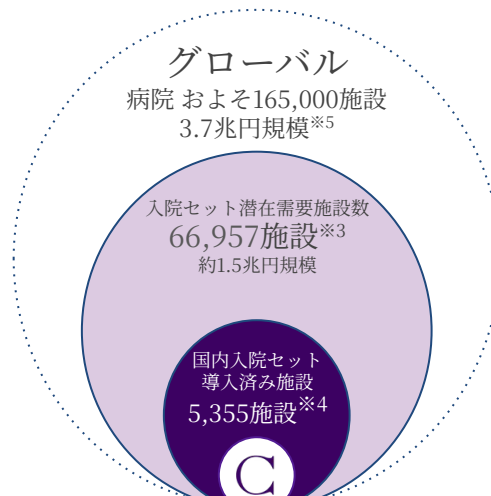 グローバル
病院 およそ165,000施設
3.7兆円規模※5
入院セット潜在需要施設数
66,957施設※3
約1.5兆円規模
国内入院セット
導入済み施設
5,355施設※4
C